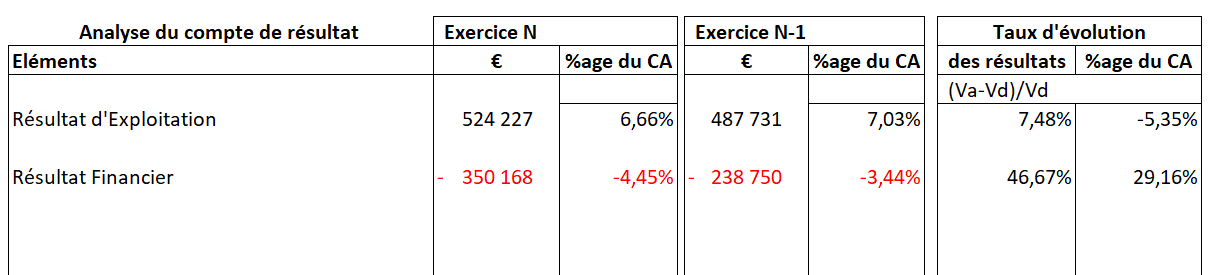 Analyse du compte de résultat Exercice N Exercice N-1 Taux d'évolution
Eléments € %age du CA € %age du CA des résultats %age du CA
(Va-Vd)/Vd
Résultat d'Exploitation 524 227 6,66% 487 731 7,03% 7,48% -5,35%
Résultat Financier - 350 168 -4,45% - 238 750 -3,44% 46,67% 29,16%